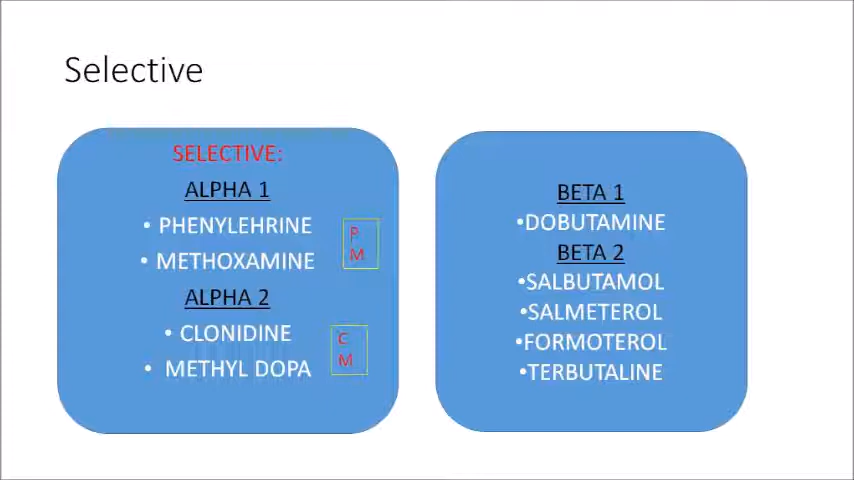 Selective
SELECTIVE:
ALPHA 1
• PHENYLEHRINE
• METHOXAMINE
P
M
ALPHA 2
• CLONIDINE
• METHYL DOPA
C
M
BETA 1
•DOBUTAMINE
BETA 2
•SALBUTAMOL
•SALMETEROL
•FORMOTEROL
•TERBUTALINE